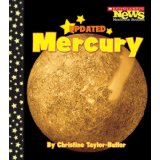 SCHOLASTIC
News
UPDATED
Mercury
By Christine Taylor-Butler